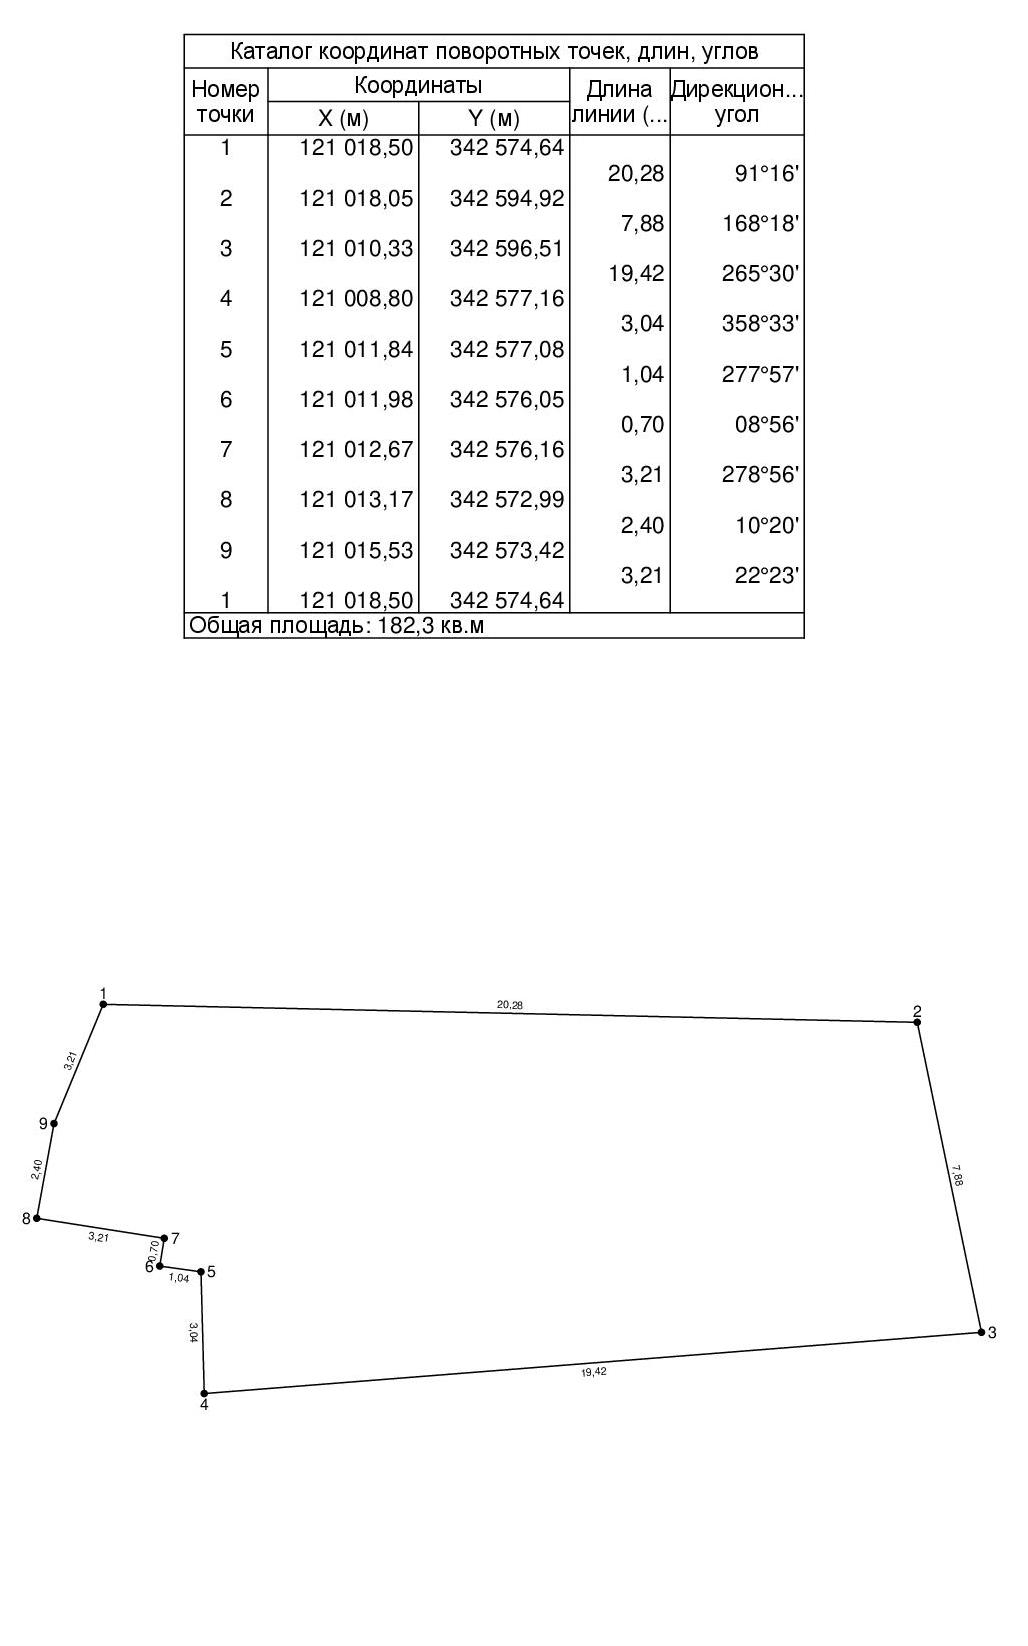 Каталог координат поворотных точек, длин, углов
Номер точки Координаты Длина линии (... Дирекцион... угол
X (м) Y (м)
1 121 018,50 342 574,64
20,28 91°16'
2 121 018,05 342 594,92
7,88 168°18'
3 121 010,33 342 596,51
19,42 265°30'
4 121 008,80 342 577,16
3,04 358°33'
5 121 011,84 342 577,08
1,04 277°57'
6 121 011,98 342 576,05
0,70 08°56'
7 121 012,67 342 576,16
3,21 278°56'
8 121 013,17 342 572,99
2,40 10°20'
9 121 015,53 342 573,42
3,21 22°23'
1 121 018,50 342 574,64
Общая площадь: 182,3 кв.м
1
20,28
2
3,21
9
2,40
7,88
8
3,21
7
0,70
6
1,04
5
3,04
3
19,42
4